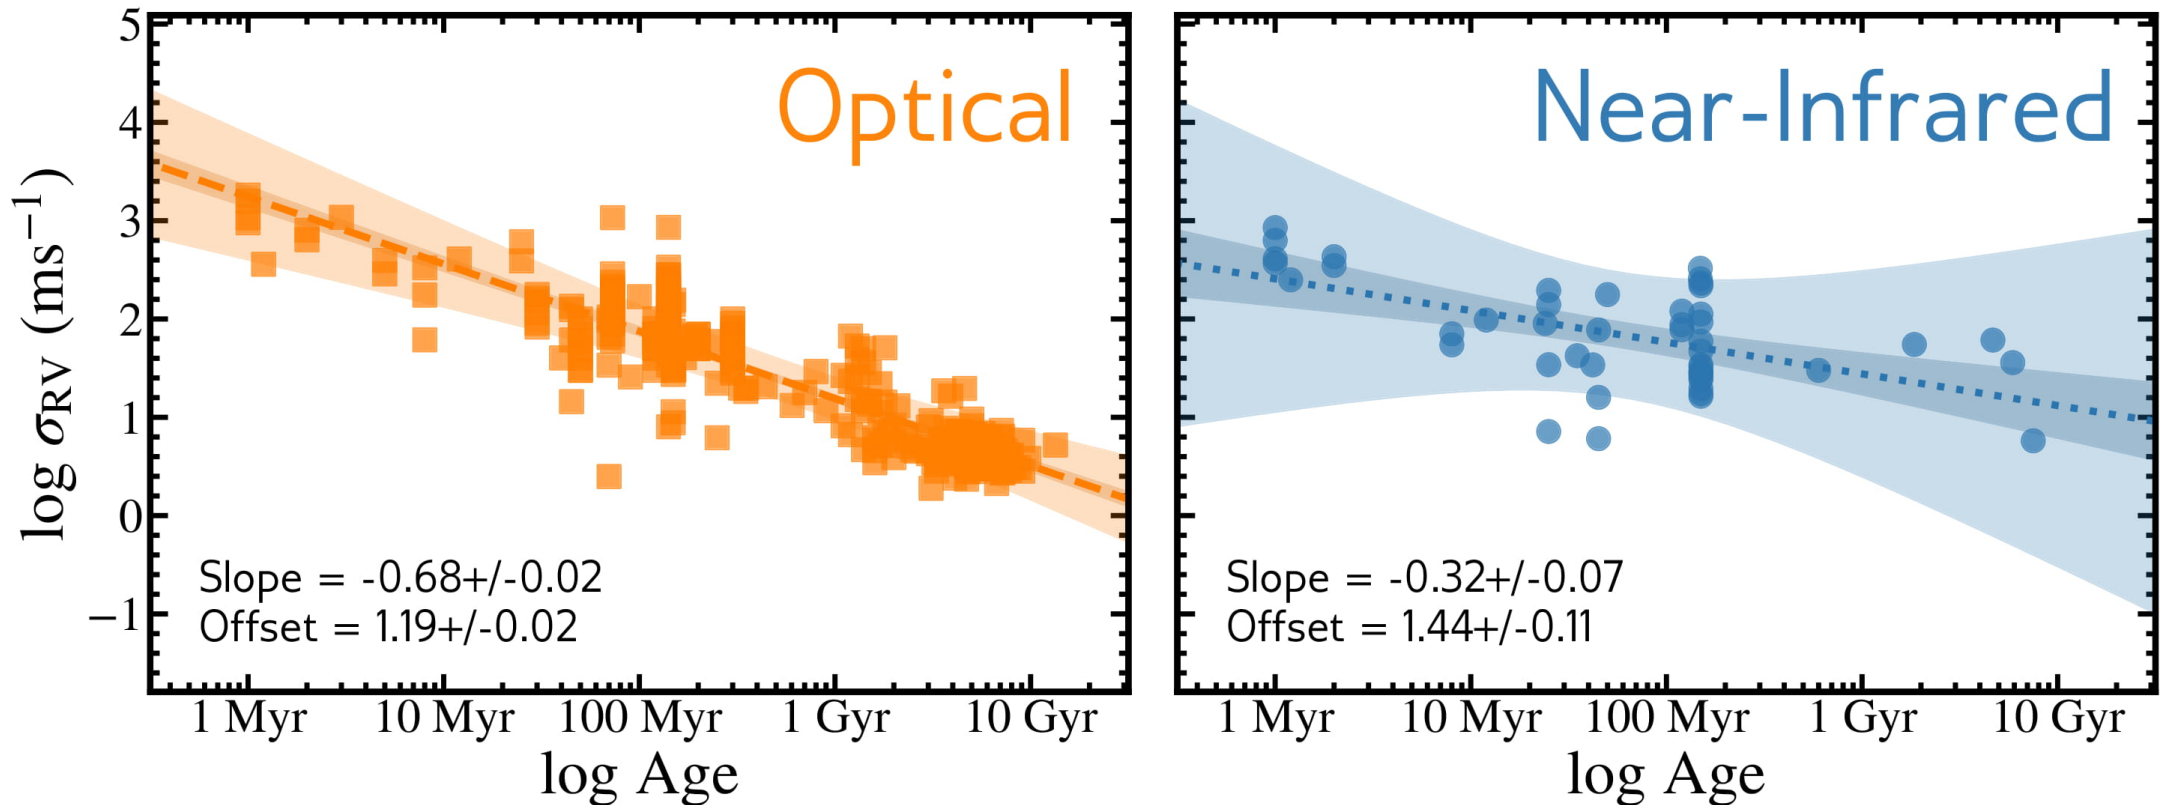 Optical
5
4
3
2
1
0
−1
log σRV (ms⁻¹)
Slope = -0.68+/-0.02
Offset = 1.19+/-0.02
1 Myr 10 Myr 100 Myr 1 Gyr 10 Gyr
log Age
Near-Infrared
Slope = -0.32+/-0.07
Offset = 1.44+/-0.11
1 Myr 10 Myr 100 Myr 1 Gyr 10 Gyr
log Age